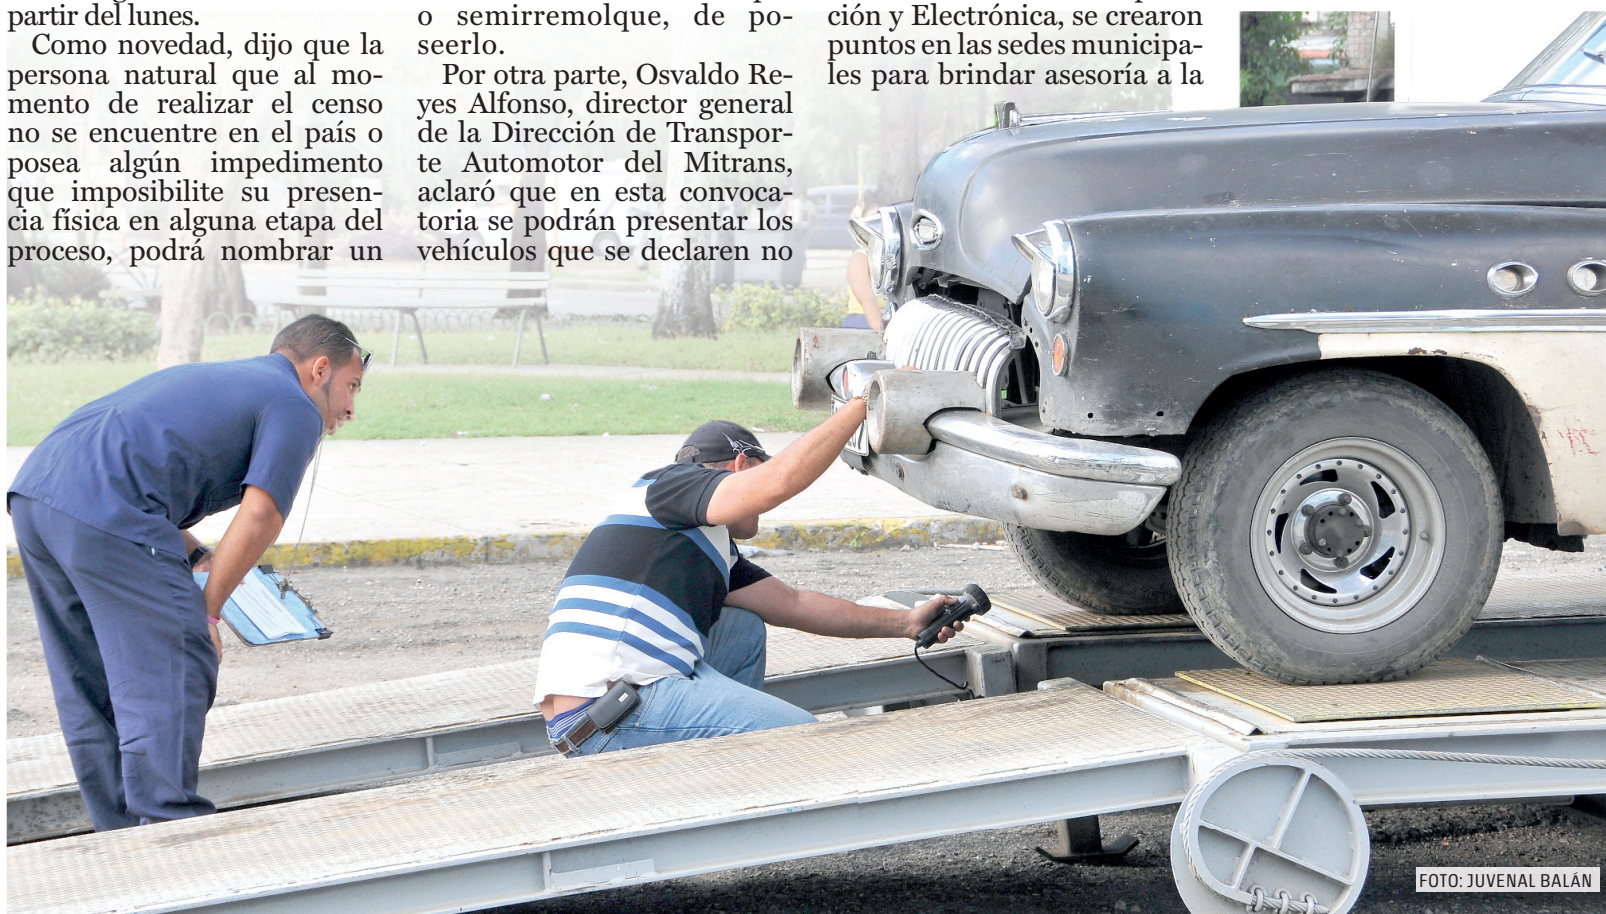 partir del lunes.
Como novedad, dijo que la
persona natural que al mo-
mento de realizar el censo
no se encuentre en el país o
posea algún impedimento
que imposibilite su presen-
cia física en alguna etapa del
proceso, podrá nombrar un
o semirremolque, de po-
seerlo.
Por otra parte, Osvaldo Re-
yes Alfonso, director general
de la Dirección de Transpor-
te Automotor del Mitrans,
aclaró que en esta convoca-
toria se podrán presentar los
vehículos que se declaren no
ción y Electrónica, se crearon
puntos en las sedes municipa-
les para brindar asesoría a la
FOTO: JUVENAL BALÁN